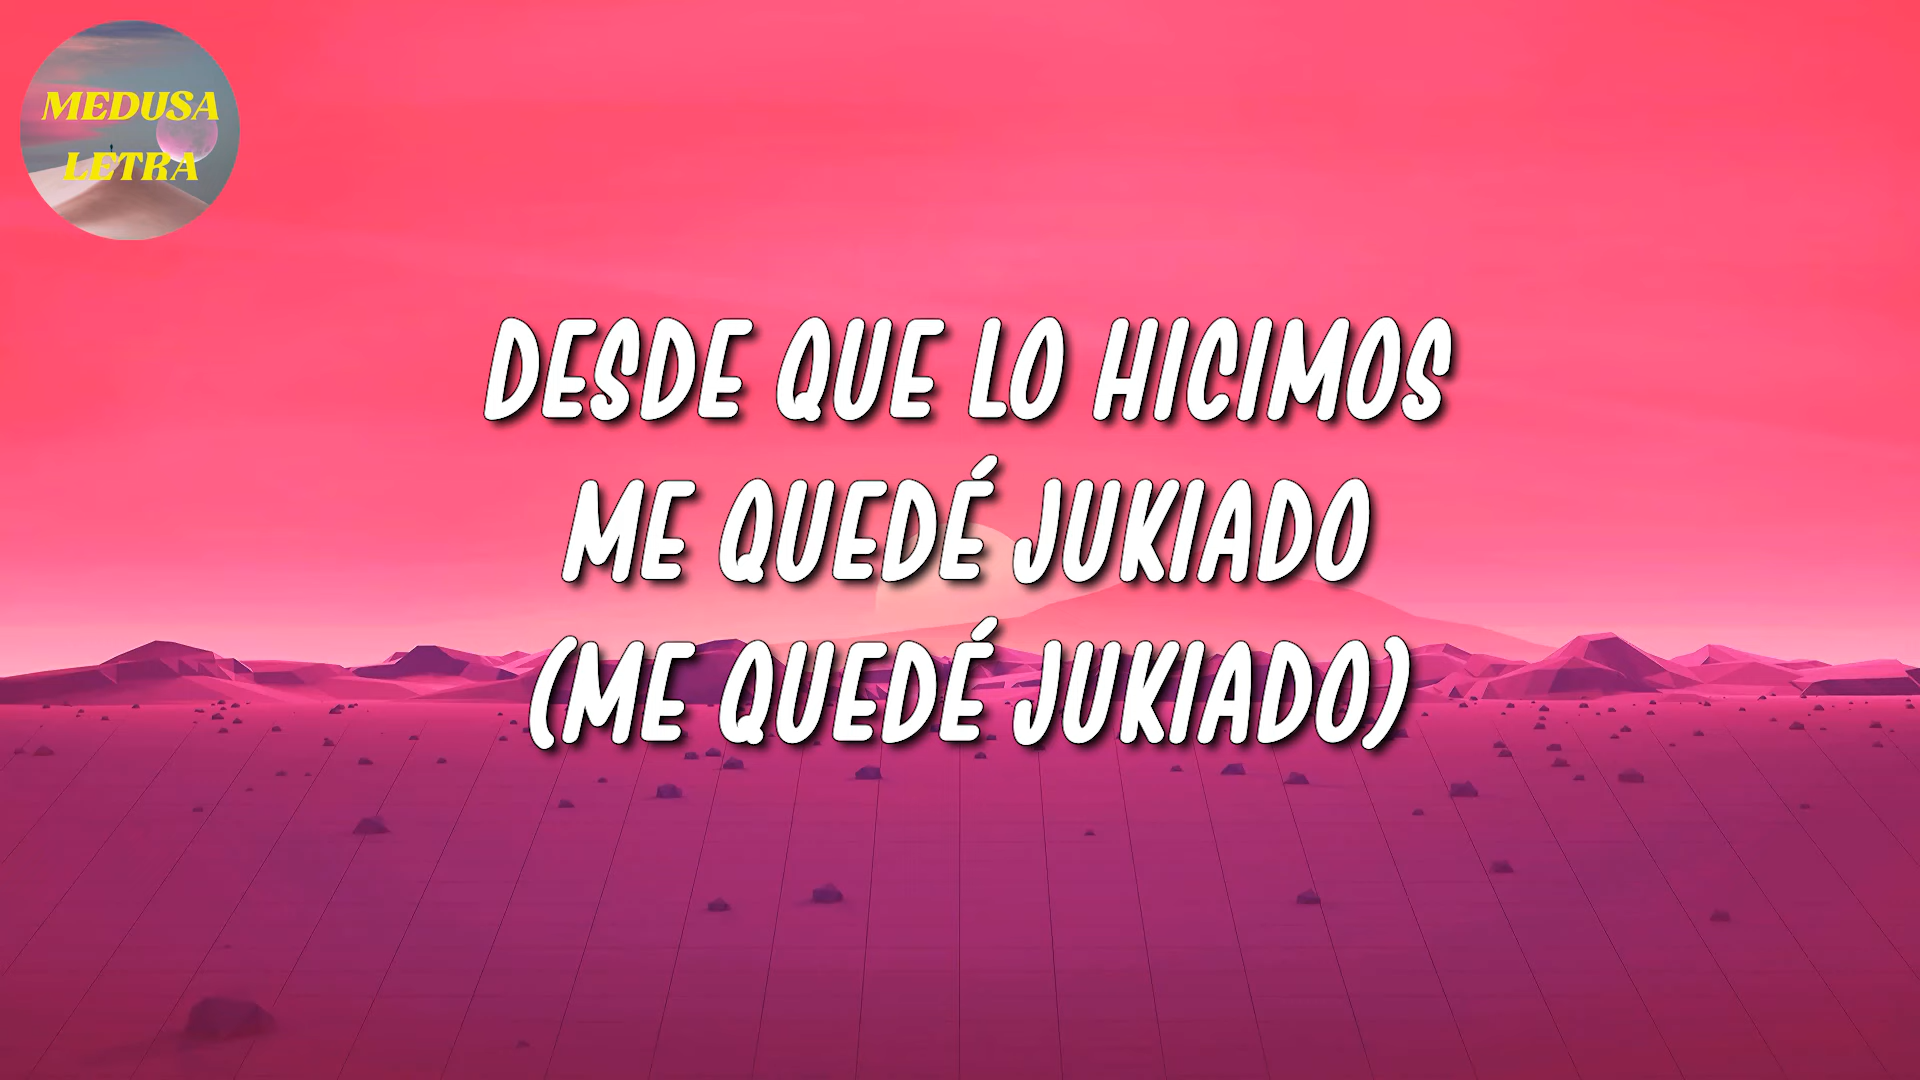 MEDUSA
LETRA
DESDE QUE LO HICIMOS
ME QUEDÉ JUKIADO
(ME QUEDÉ JUKIADO)